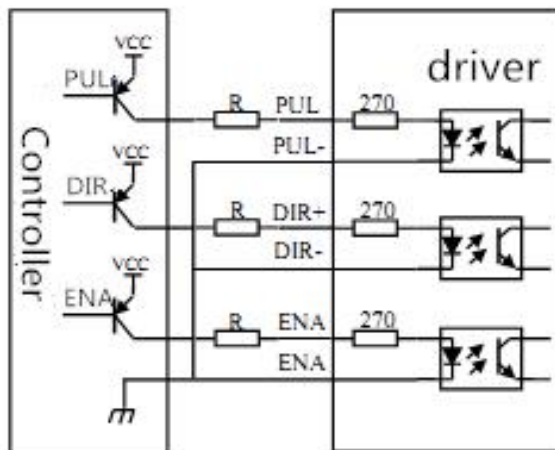 VCC
driver
PUL
R
PUL
270
PUL-
Controller
VCC
DIR
R
DIR+
270
DIR-
VCC
ENA
R
ENA
270
ENA